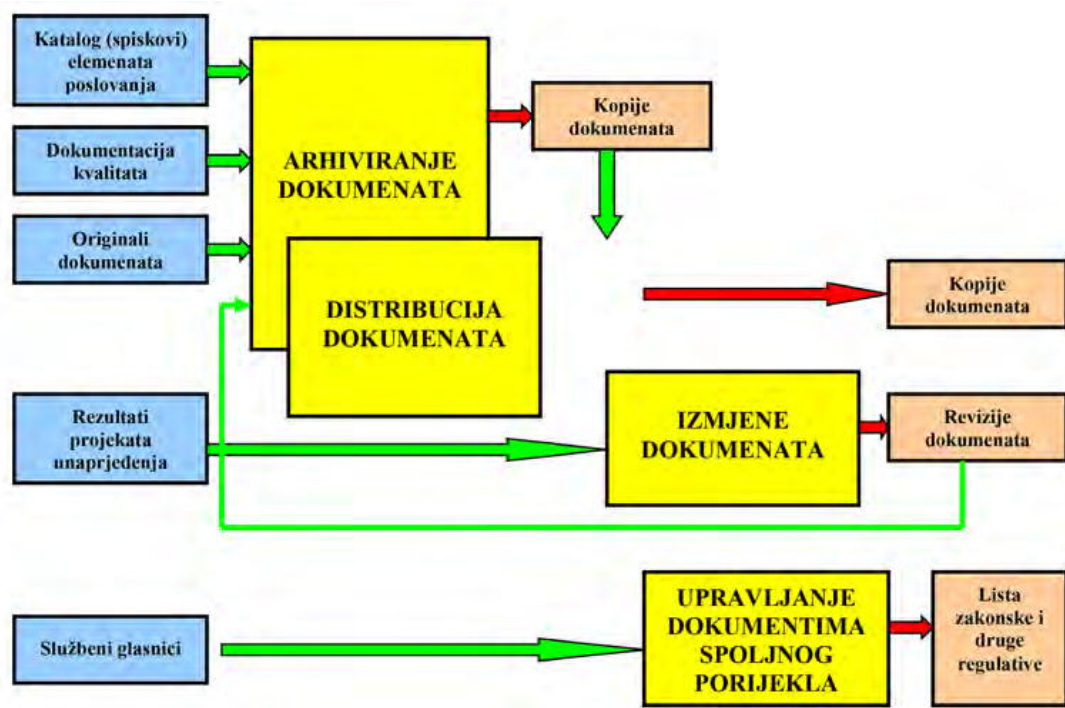 Katalog (spiskovi)
elemenata
poslovanja
Dokumentacija
kvalitata
Originali
dokumenata
ARHIVIRANJE
DOKUMENATA
Kopije
dokumenata
DISTRIBUCIJA
DOKUMENATA
Kopije
dokumenata
Rezultati
projekata
unaprjeđenja
IZMJENE
DOKUMENATA
Revizije
dokumenata
Službeni glasnici
UPRAVLJANJE
DOKUMENTIMA
SPOLJNOG
PORIJEKLA
Lista
zakonske i
druge
regulative